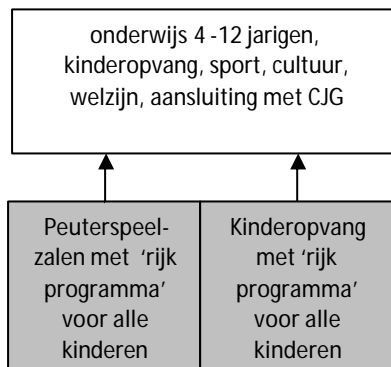 onderwijs 4 -12 jarigen,
kinderopvang, sport, cultuur,
welzijn, aansluiting met CJG
Peuterspeel-
zalen met ‘rijk
programma’
voor alle
kinderen
Kinderopvang
met ‘rijk
programma’
voor alle
kinderen